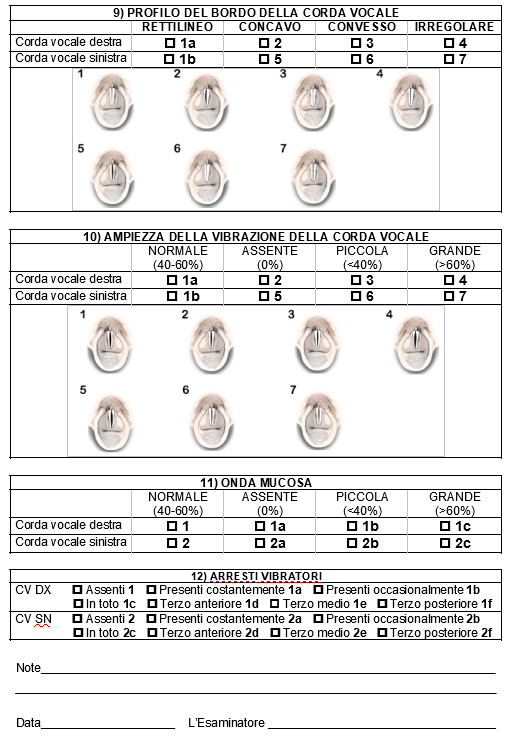 9) PROFILO DEL BORDO DELLA CORDA VOCALE
RETTILINEO CONCAVO CONVESSO IRREGOLARE
Corda vocale destra 1a 2 3 4
Corda vocale sinistra 1b 5 6 7
1 2 3 4
5 6 7
10) AMPIEZZA DELLA VIBRAZIONE DELLA CORDA VOCALE
NORMALE ASSENTE PICCOLA GRANDE
(40-60%) (0%) (<40%) (>60%)
Corda vocale destra 1a 2 3 4
Corda vocale sinistra 1b 5 6 7
1 2 3 4
5 6 7
11) ONDA MUCOSA
NORMALE ASSENTE PICCOLA GRANDE
(40-60%) (0%) (<40%) (>60%)
Corda vocale destra 1 1a 1b 1c
Corda vocale sinistra 2 2a 2b 2c
12) ARRESTI VIBRATORI
CV DX Assenti 1 Presenti costantemente 1a Presenti occasionalmente 1b
In toto 1c Terzo anteriore 1d Terzo medio 1e Terzo posteriore 1f
CV SN Assenti 2 Presenti costantemente 2a Presenti occasionalmente 2b
In toto 2c Terzo anteriore 2d Terzo medio 2e Terzo posteriore 2f
Note
Data L'Esaminatore